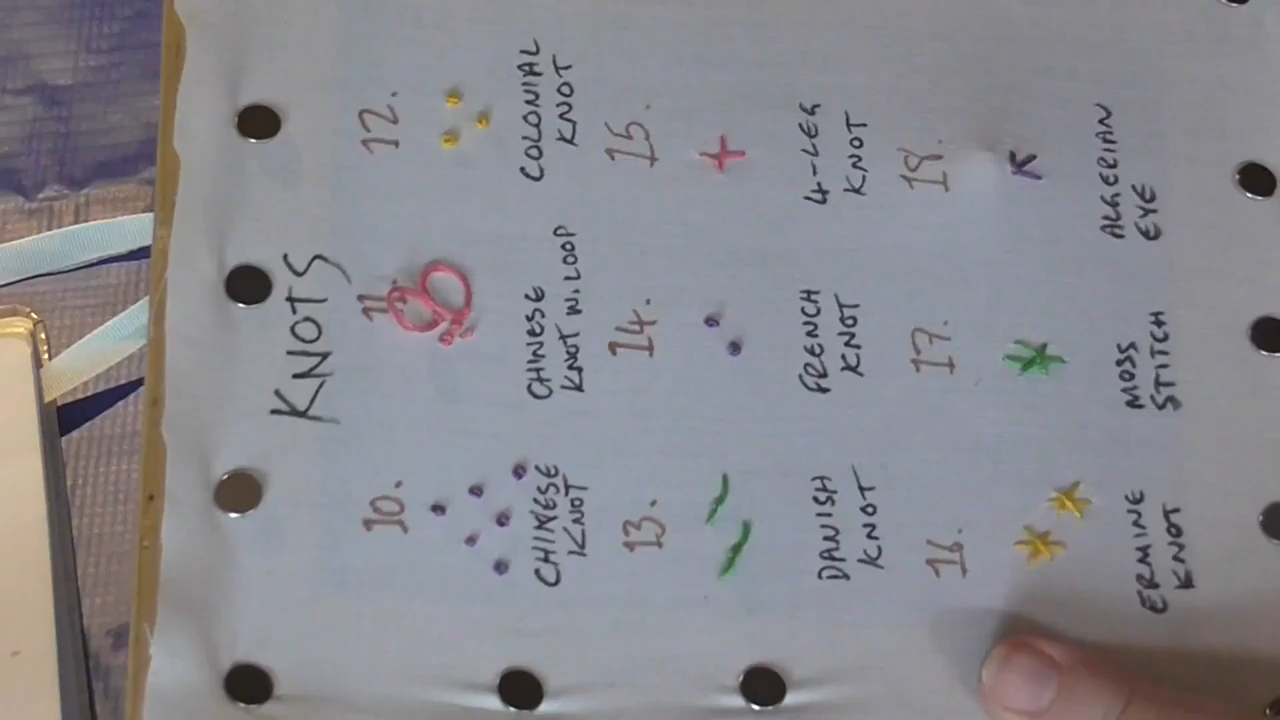 KNOTS
10.
CHINESE
KNOT
11.
CHINESE
KNOT W. LOOP
12.
COLONIAL
KNOT
13.
DANISH
KNOT
14.
FRENCH
KNOT
15.
4-LEG
KNOT
16.
ERMINE
KNOT
17.
MOSS
STITCH
18.
ALGERIAN
EYE